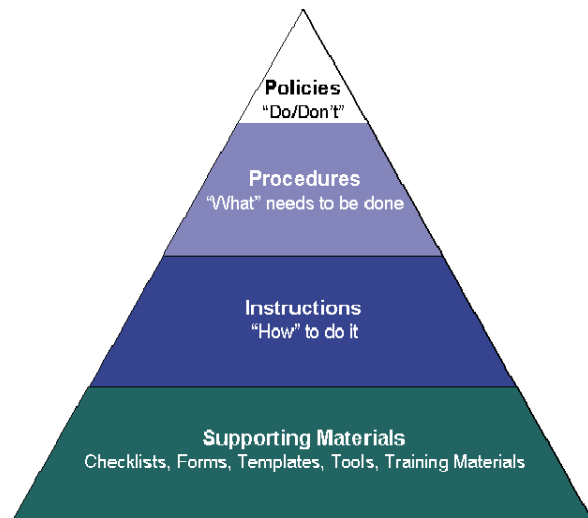 Policies
“Do/Don’t”
Procedures
“What” needs to be done
Instructions
“How” to do it
Supporting Materials
Checklists, Forms, Templates, Tools, Training Materials